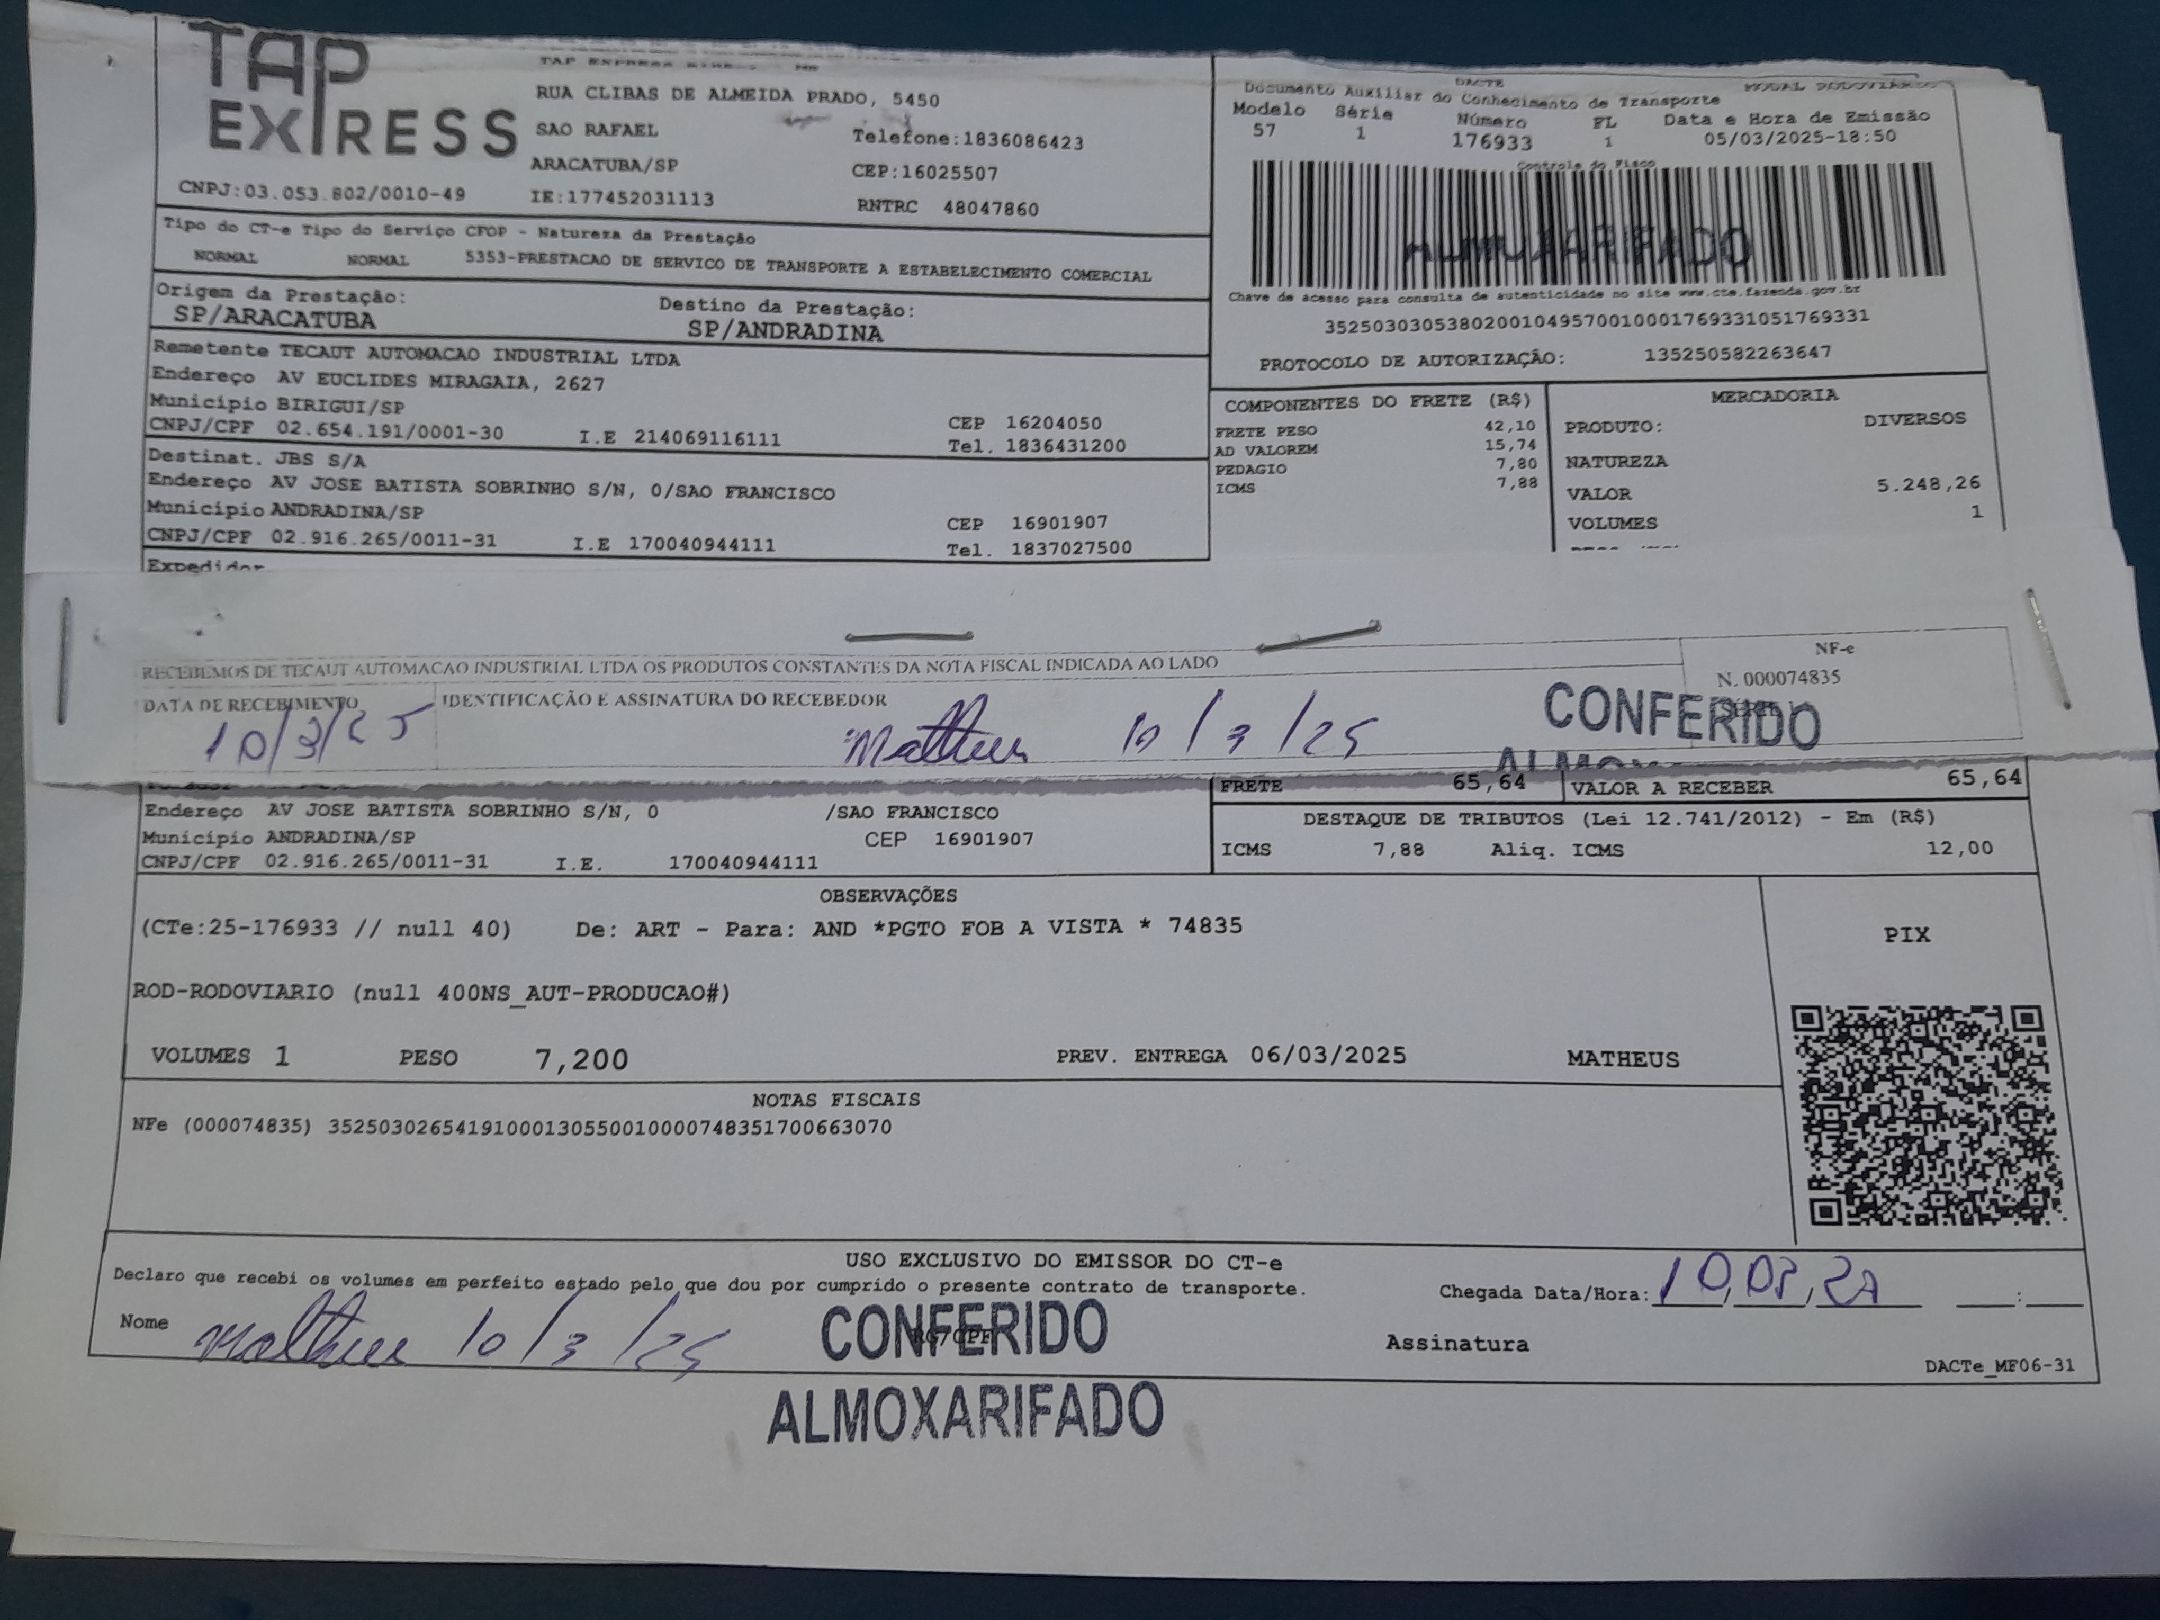 TAP
EXPRESS
TAP EXPRESS
RUA CLIBAS DE ALMEIDA PRADO, 5450
SAO RAFAEL
Telefone:1836086423
ARACATUBA/SP
CEP:16025507
CNPJ:03.053.802/0010-49
IE:177452031113
RNTRC 48047860
DACTE
MODAL RODOVIARIO
Documento Auxiliar do Conhecimento de Transporte
Modelo Série Número FL Data e Hora de Emissão
57 1 176933 1 05/03/2025-18:50
Controle do Fisco
ALMOXARIFADO
Chave de acesso para consulta de autenticidade no site www.cte.fazenda.gov.br
35250303053802001049570010001769331051769331
PROTOCOLO DE AUTORIZAÇÃO: 135250582263647
Tipo do CT-e Tipo do Serviço CFOP - Natureza da Prestação
NORMAL NORMAL 5353-PRESTACAO DE SERVICO DE TRANSPORTE A ESTABELECIMENTO COMERCIAL
Origem da Prestação: Destino da Prestação:
SP/ARACATUBA SP/ANDRADINA
Remetente TECAUT AUTOMACAO INDUSTRIAL LTDA
Endereço AV EUCLIDES MIRAGAIA, 2627
Município BIRIGUI/SP CEP 16204050
CNPJ/CPF 02.654.191/0001-30 I.E 214069116111 Tel. 1836431200
Destinat. JBS S/A
Endereço AV JOSE BATISTA SOBRINHO S/N, 0/SAO FRANCISCO
Município ANDRADINA/SP CEP 16901907
CNPJ/CPF 02.916.265/0011-31 I.E 170040944111 Tel. 1837027500
Expedidor
COMPONENTES DO FRETE (R$)
FRETE PESO 42,10
AD VALOREM 15,74
PEDAGIO 7,80
ICMS 7,88
MERCADORIA
PRODUTO: DIVERSOS
NATUREZA
VALOR 5.248,26
VOLUMES 1
RECEBEMOS DE TECAUT AUTOMACAO INDUSTRIAL LTDA OS PRODUTOS CONSTANTES DA NOTA FISCAL INDICADA AO LADO
NF-e
N. 000074835
DATA DE RECEBIMENTO IDENTIFICAÇÃO E ASSINATURA DO RECEBEDOR
10/3/25 Matheus 10/3/25
CONFERIDO
FRETE 65,64 VALOR A RECEBER 65,64
Endereço AV JOSE BATISTA SOBRINHO S/N, 0 /SAO FRANCISCO
Município ANDRADINA/SP CEP 16901907
CNPJ/CPF 02.916.265/0011-31 I.E. 170040944111
DESTAQUE DE TRIBUTOS (Lei 12.741/2012) - Em (R$)
ICMS 7,88 Aliq. ICMS 12,00
OBSERVAÇÕES
(CTe:25-176933 // null 40) De: ART - Para: AND *PGTO FOB A VISTA * 74835
PIX
ROD-RODOVIARIO (null 400NS_AUT-PRODUCAO#)
VOLUMES 1 PESO 7,200 PREV. ENTREGA 06/03/2025 MATHEUS
NOTAS FISCAIS
NFe (000074835) 35250302654191000130550010000748351700663070
USO EXCLUSIVO DO EMISSOR DO CT-e
Declaro que recebi os volumes em perfeito estado pelo que dou por cumprido o presente contrato de transporte.
Chegada Data/Hora: 10,03, :
Nome Matheus 10/3/25 RG/CPF
CONFERIDO
Assinatura
DACTe_MF06-31
ALMOXARIFADO